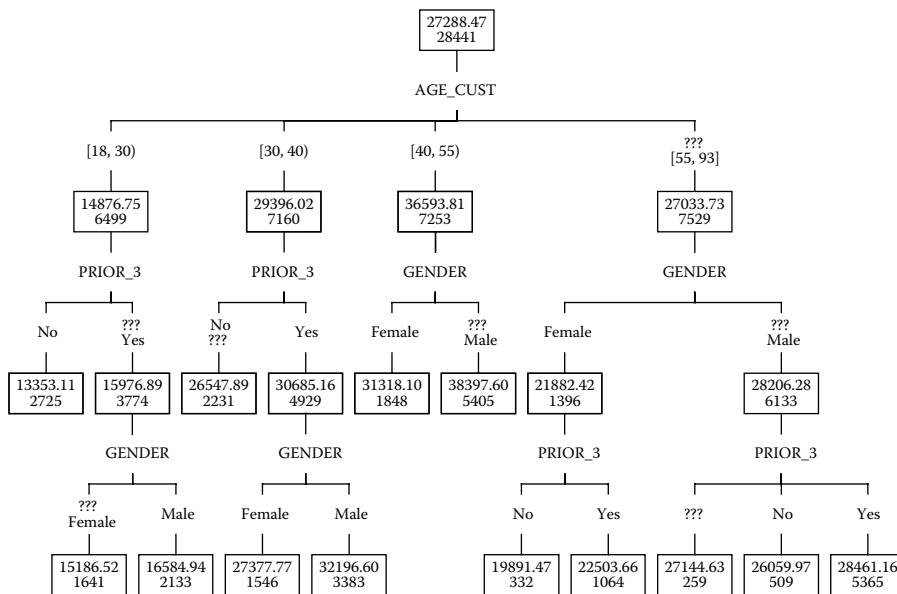 27288.47
28441
AGE_CUST
[18, 30)
[30, 40)
[40, 55)
???
[55, 93]
14876.75
6499
29396.02
7160
36593.81
7253
27033.73
7529
PRIOR_3
PRIOR_3
GENDER
GENDER
No
???
Yes
No
???
Yes
Female
???
Male
Female
???
Male
13353.11
2725
15976.89
3774
26547.89
2231
30685.16
4929
31318.10
1848
38397.60
5405
21882.42
1396
28206.28
6133
GENDER
GENDER
PRIOR_3
PRIOR_3
???
Female
Male
Female
Male
No
Yes
???
No
Yes
15186.52
1641
16584.94
2133
27377.77
1546
32196.60
3383
19891.47
332
22503.66
1064
27144.63
259
26059.97
509
28461.16
5365